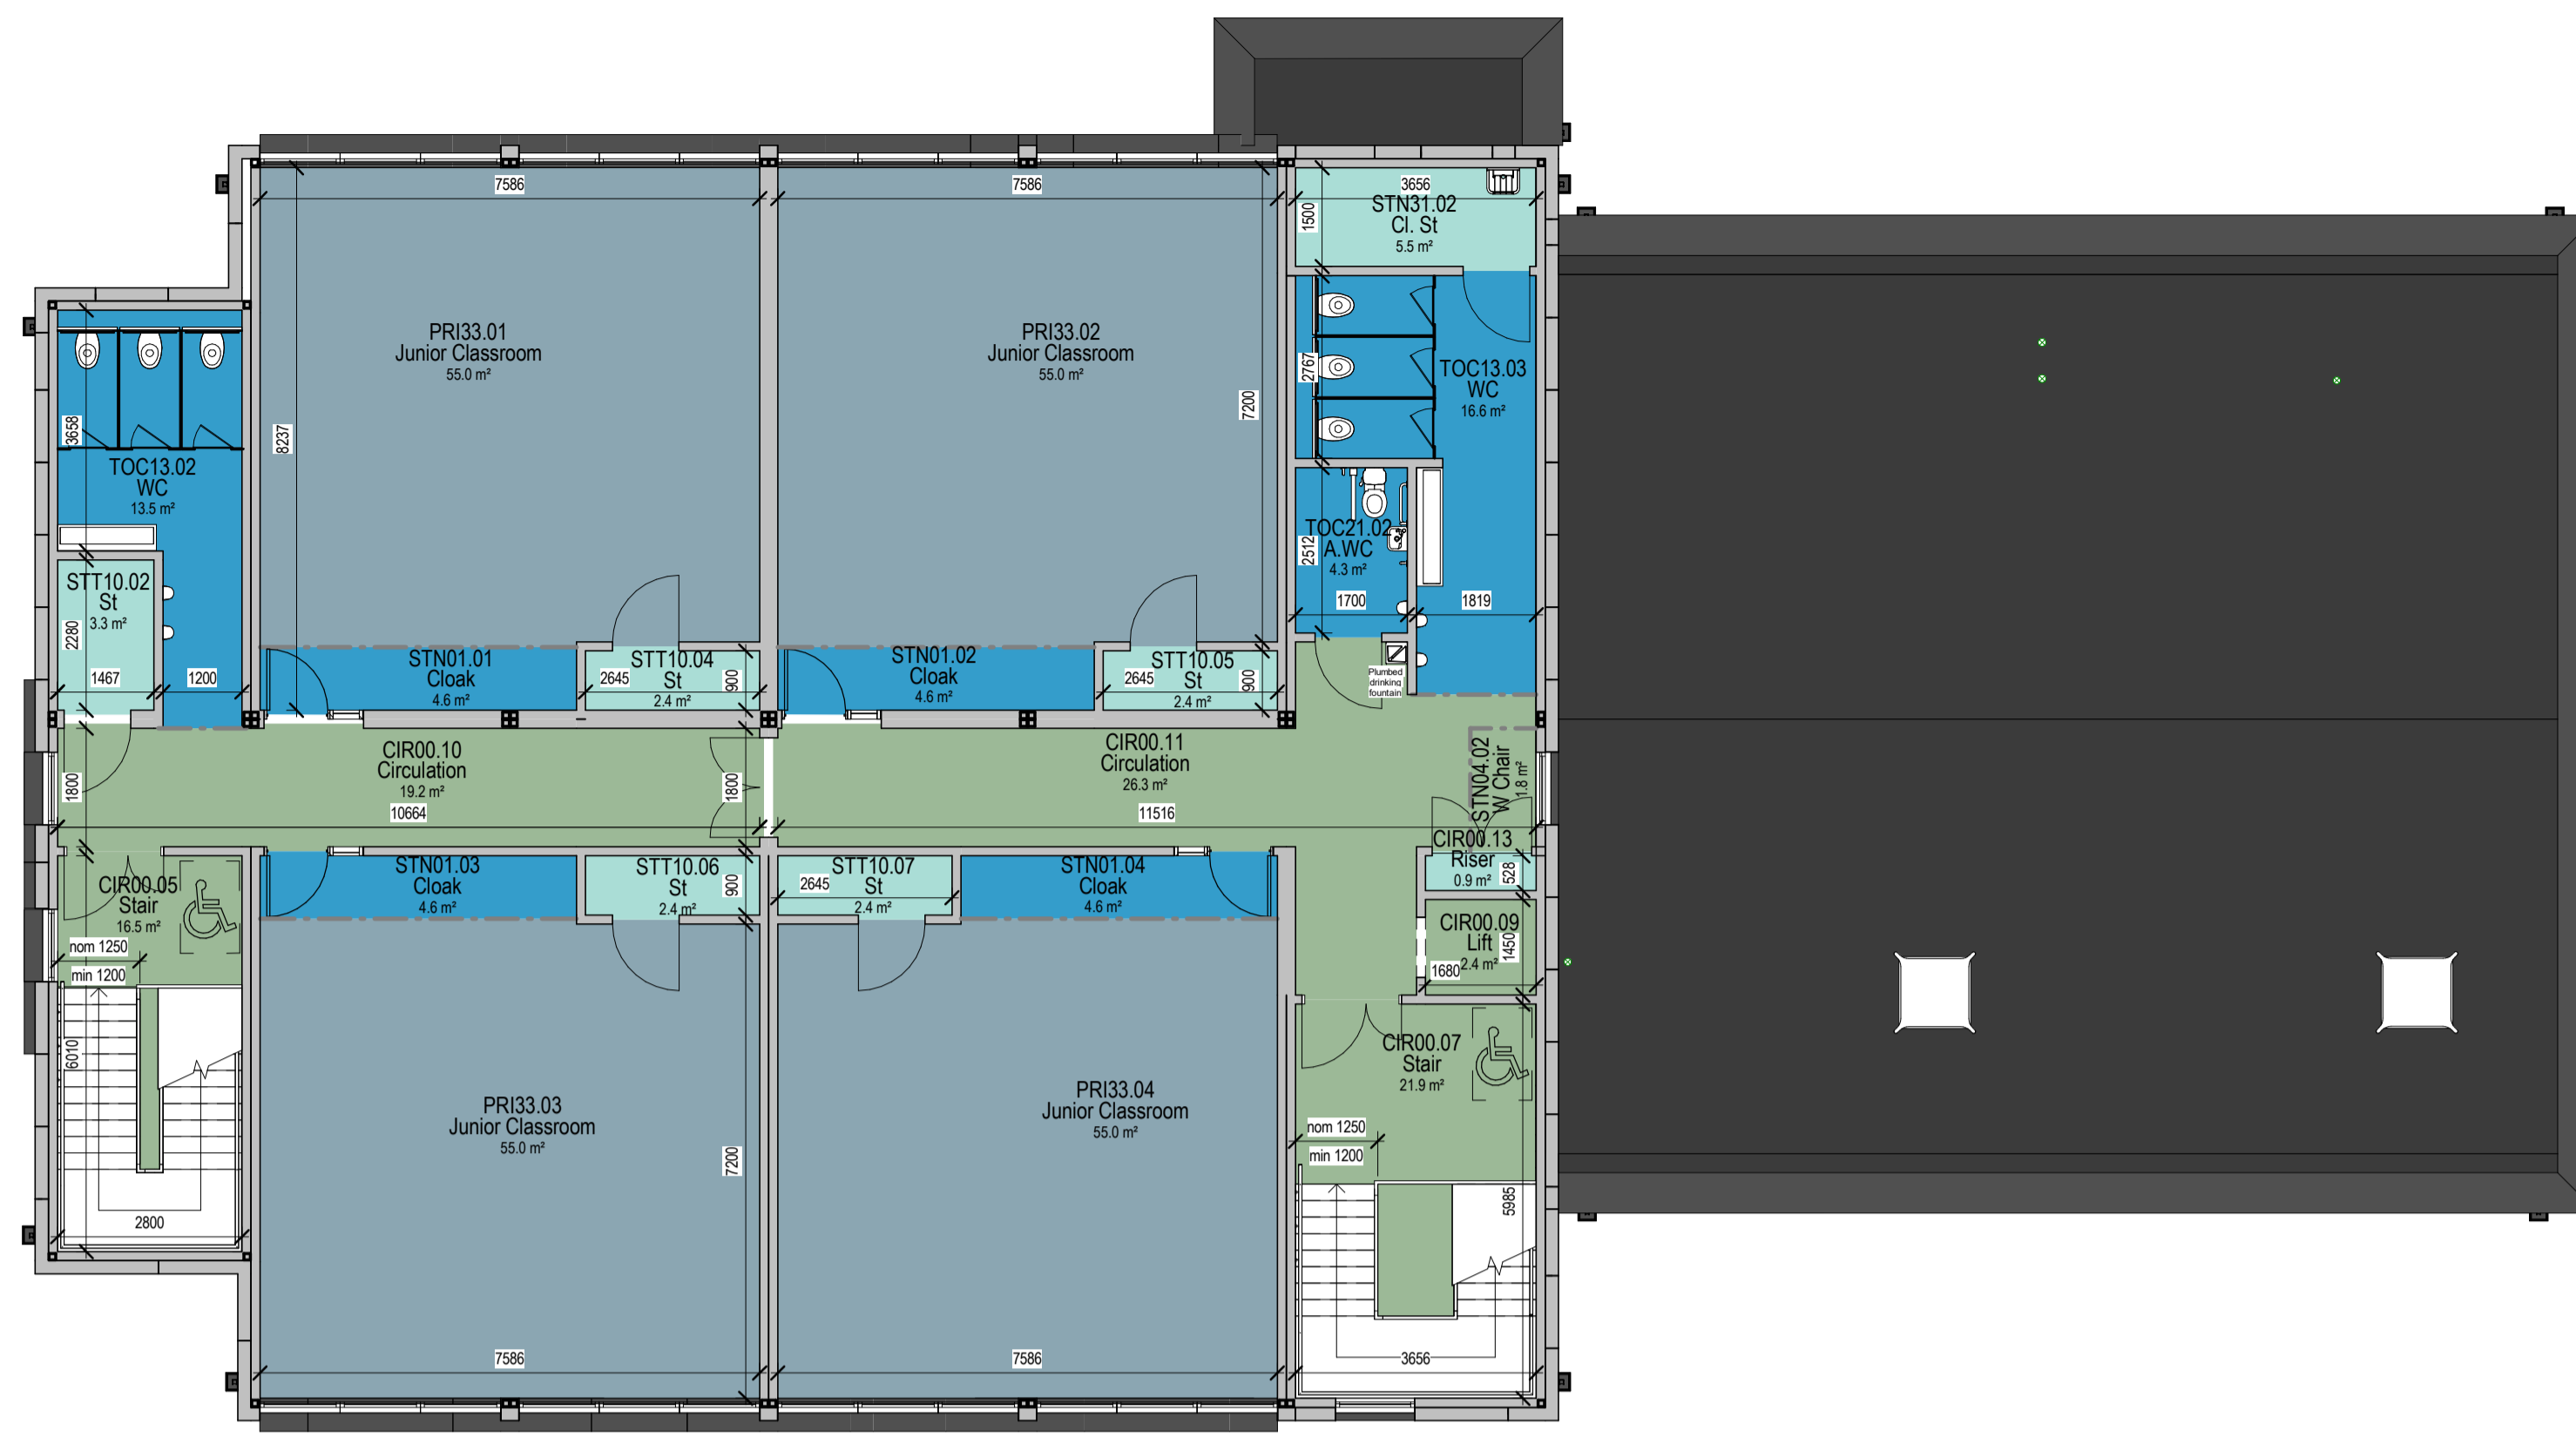 7586
7586
3656
STN31.02
Cl. St
5.5 m²
1500
PRI33.01
Junior Classroom
55.0 m²
PRI33.02
Junior Classroom
55.0 m²
2767
TOC13.03
WC
16.6 m²
7200
8237
3658
TOC13.02
WC
13.5 m²
TOC21.02
A.WC
4.3 m²
2512
STT10.02
St
3.3 m²
2280
1700
1819
1467
1200
STN01.01
Cloak
4.6 m²
STT10.04
St
2.4 m²
2645
900
STN01.02
Cloak
4.6 m²
STT10.05
St
2.4 m²
2645
900
Plumbed
drinking
fountain
CIR00.10
Circulation
19.2 m²
10664
1800
1800
CIR00.11
Circulation
26.3 m²
11516
STN04.02
W Chair
1.8 m²
CIR00.13
Riser
0.9 m²
528
CIR00.05
Stair
16.5 m²
nom 1250
min 1200
STN01.03
Cloak
4.6 m²
STT10.06
St
2.4 m²
900
STT10.07
St
2.4 m²
2645
STN01.04
Cloak
4.6 m²
CIR00.09
Lift
2.4 m²
1450
1680
CIR00.07
Stair
21.9 m²
nom 1250
min 1200
6010
2800
PRI33.03
Junior Classroom
55.0 m²
7200
PRI33.04
Junior Classroom
55.0 m²
5985
7586
7586
3656